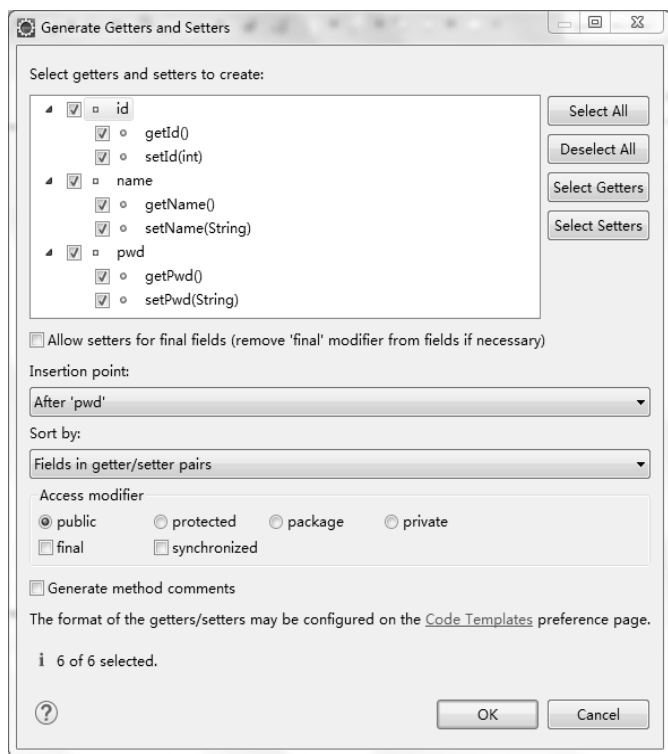 Generate Getters and Setters
Select getters and setters to create:
id
getId()
setId(int)
name
getName()
setName(String)
pwd
getPwd()
setPwd(String)
Select All
Deselect All
Select Getters
Select Setters
Allow setters for final fields (remove 'final' modifier from fields if necessary)
Insertion point:
After 'pwd'
Sort by:
Fields in getter/setter pairs
Access modifier
public protected package private
final synchronized
Generate method comments
The format of the getters/setters may be configured on the Code Templates preference page.
i 6 of 6 selected.
?
OK Cancel